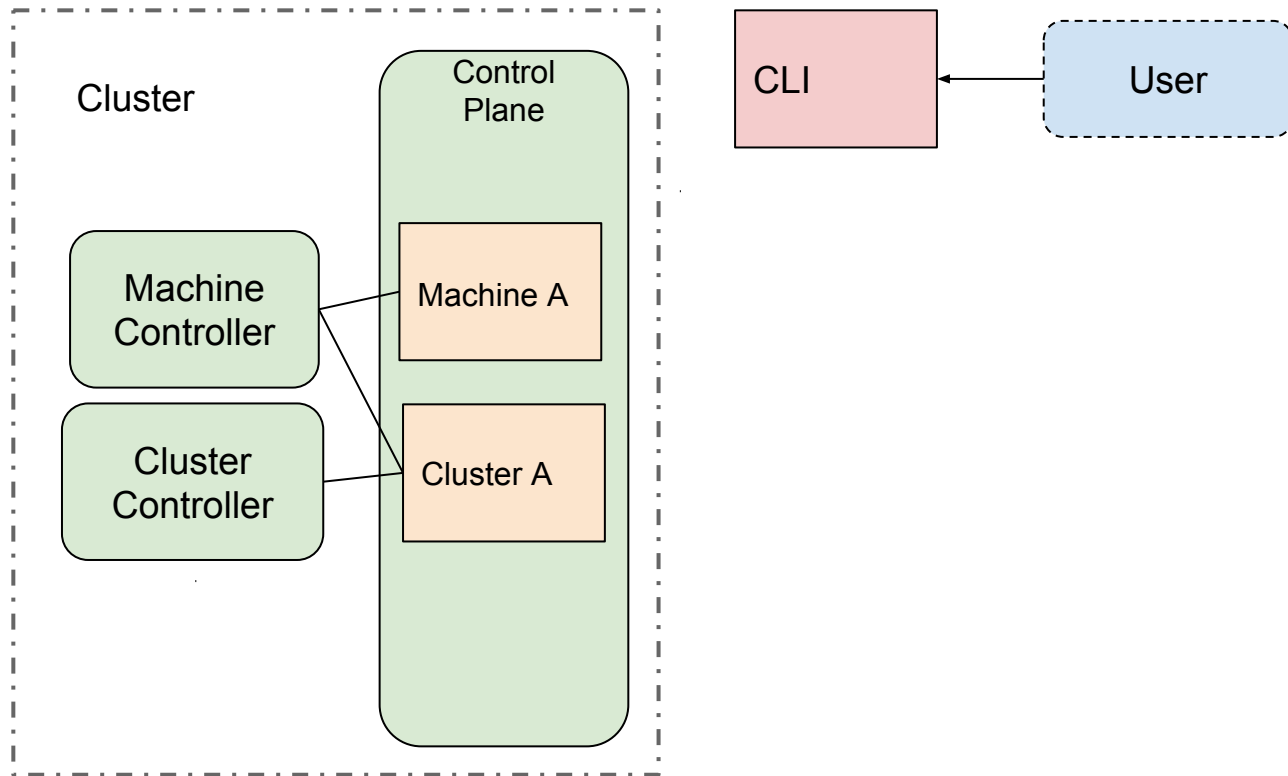 Cluster
Control
Plane
CLI
User
Machine
Controller
Machine A
Cluster
Controller
Cluster A